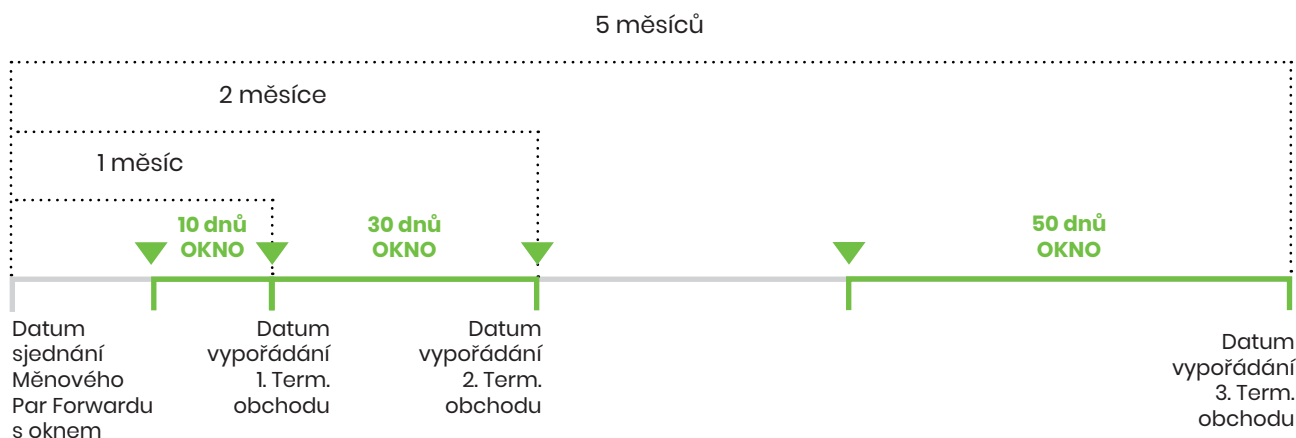 5 měsíců
2 měsíce
1 měsíc
10 dnů
OKNO
30 dnů
OKNO
50 dnů
OKNO
Datum
sjednání
Měnového
Par Forwardu
s oknem
Datum
vypořádání
1. Term.
obchodu
Datum
vypořádání
2. Term.
obchodu
Datum
vypořádání
3. Term.
obchodu